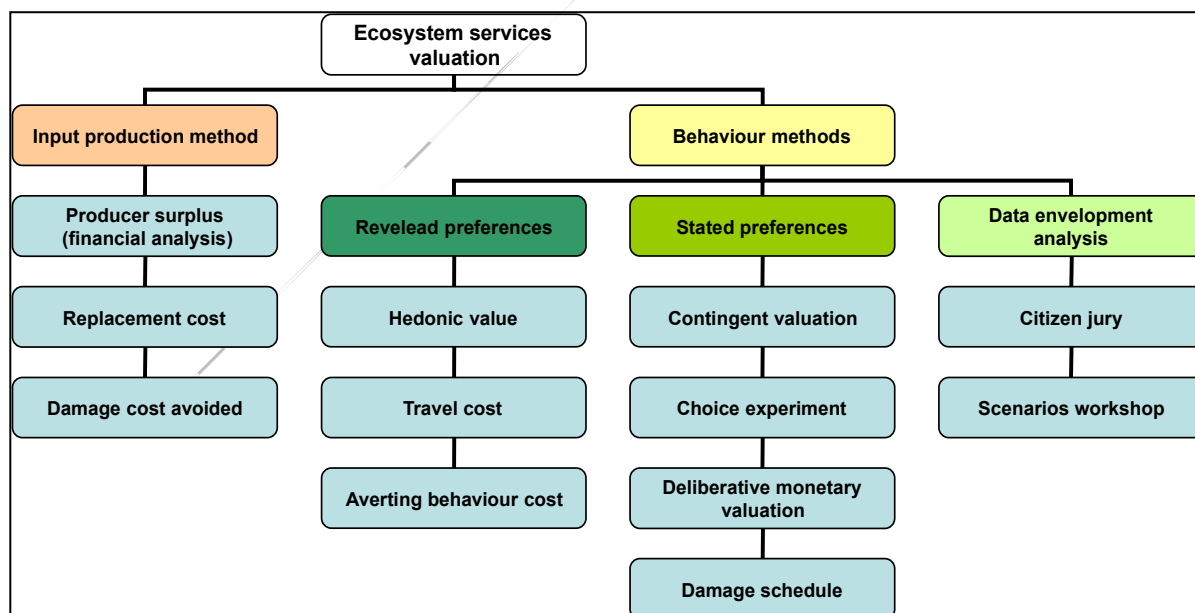 Ecosystem services
valuation
Input production method
Behaviour methods
Producer surplus
(financial analysis)
Revelead preferences
Stated preferences
Data envelopment
analysis
Replacement cost
Hedonic value
Contingent valuation
Citizen jury
Damage cost avoided
Travel cost
Choice experiment
Scenarios workshop
Averting behaviour cost
Deliberative monetary
valuation
Damage schedule